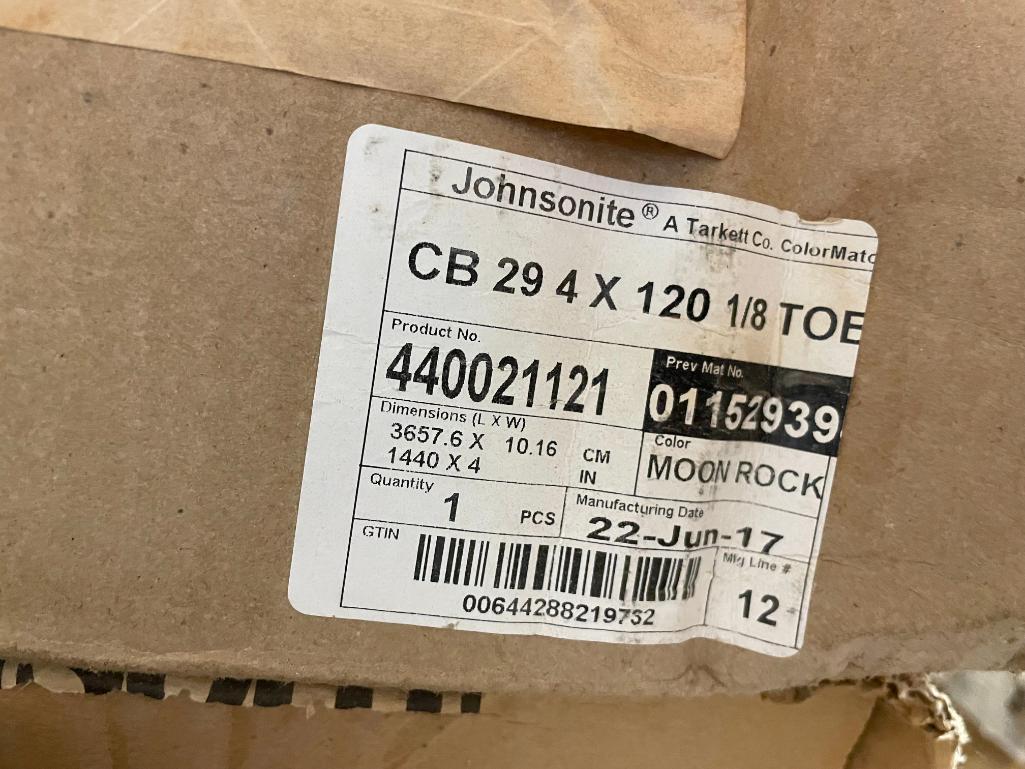 Johnsonite® A Tarkett Co. ColorMatc
CB 29 4 X 120 1/8 TOE
Product No.
440021121
Prev Mat No.
01152939
Dimensions (L X W)
3657.6 X 10.16 CM
1440 X 4 IN
Color
MOON ROCK
Quantity
1 PCS
Manufacturing Date
22-Jun-17
GTIN
00644288219732
Mfg Line #
12